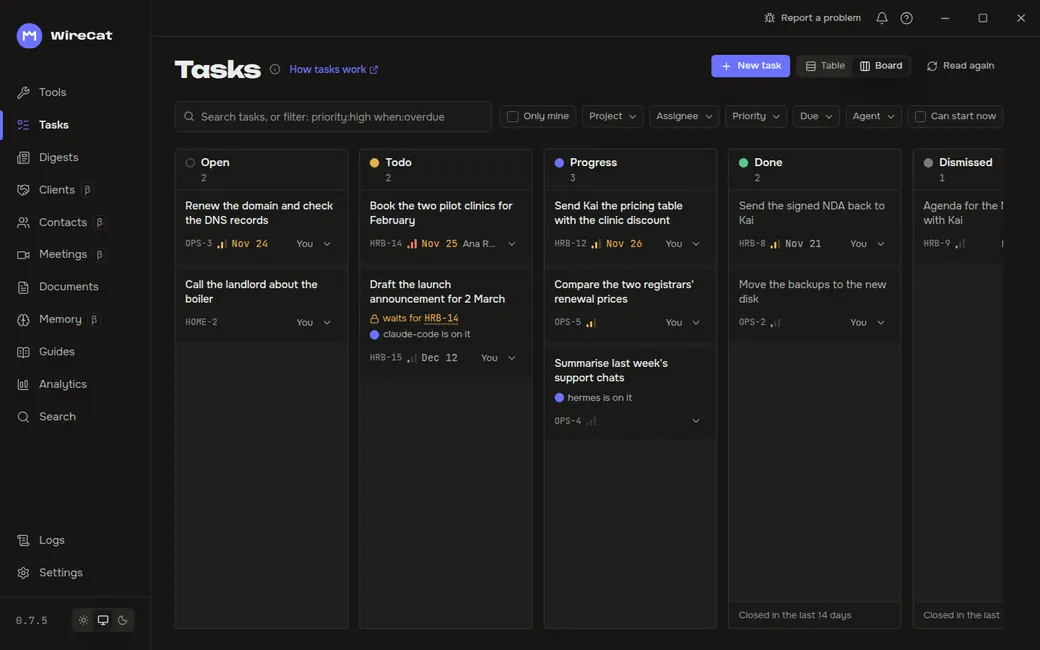 WireCat
Report a problem
Tools
Tasks
Digests
Clients β
Contacts β
Meetings β
Documents
Memory β
Guides
Analytics
Search
Logs
Settings
0.7.5
Tasks
How tasks work
New task
Table
Board
Read again
Search tasks, or filter: priority:high when:overdue
Only mine
Project
Assignee
Priority
Due
Agent
Can start now
Open
2
Renew the domain and check
the DNS records
OPS-3 Nov 24 You
Call the landlord about the
boiler
HOME-2 You
Todo
2
Book the two pilot clinics for
February
HRB-14 Nov 25 Ana R...
Draft the launch
announcement for 2 March
waits for HRB-14
claude-code is on it
HRB-15 Dec 12 You
Progress
3
Send Kai the pricing table
with the clinic discount
HRB-12 Nov 26 You
Compare the two registrars'
renewal prices
OPS-5 You
Summarise last week's
support chats
hermes is on it
OPS-4
Done
2
Send the signed NDA back to
Kai
HRB-8 Nov 21 You
Move the backups to the new
disk
OPS-2 You
Closed in the last 14 days
Dismissed
1
Agenda for the
with Kai
HRB-9
Closed in the last